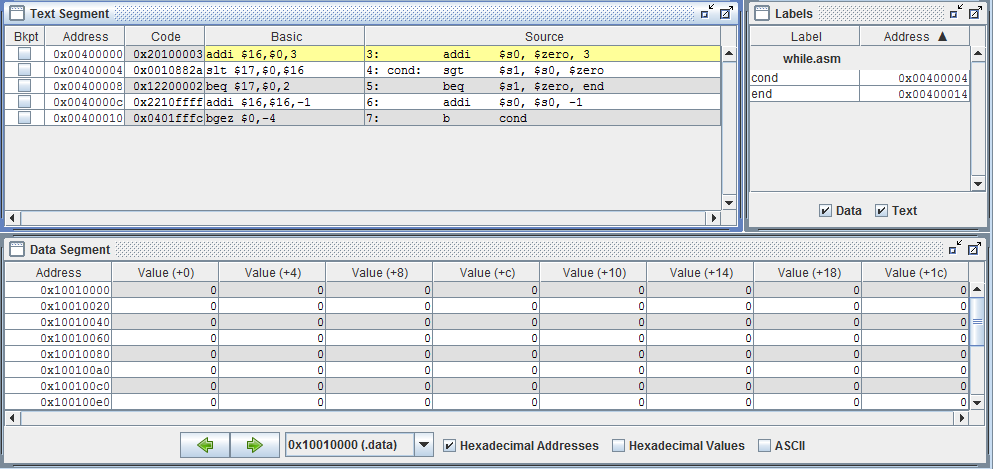 Text Segment
Bkpt Address Code Basic Source
0x00400000 0x20100003 addi $16,$0,3 3: addi $s0, $zero, 3
0x00400004 0x0010882a slt $17,$0,$16 4: cond: sgt $s1, $s0, $zero
0x00400008 0x12200002 beq $17,$0,2 5: beq $s1, $zero, end
0x0040000c 0x2210ffff addi $16,$16,-1 6: addi $s0, $s0, -1
0x00400010 0x0401fffc bgez $0,-4 7: b cond
Labels
Label Address ▲
while.asm
cond 0x00400004
end 0x00400014
Data Text
Data Segment
Address Value (+0) Value (+4) Value (+8) Value (+c) Value (+10) Value (+14) Value (+18) Value (+1c)
0x10010000 0 0 0 0 0 0 0 0
0x10010020 0 0 0 0 0 0 0 0
0x10010040 0 0 0 0 0 0 0 0
0x10010060 0 0 0 0 0 0 0 0
0x10010080 0 0 0 0 0 0 0 0
0x100100a0 0 0 0 0 0 0 0 0
0x100100c0 0 0 0 0 0 0 0 0
0x100100e0 0 0 0 0 0 0 0 0
0x10010000 (.data) Hexadecimal Addresses Hexadecimal Values ASCII